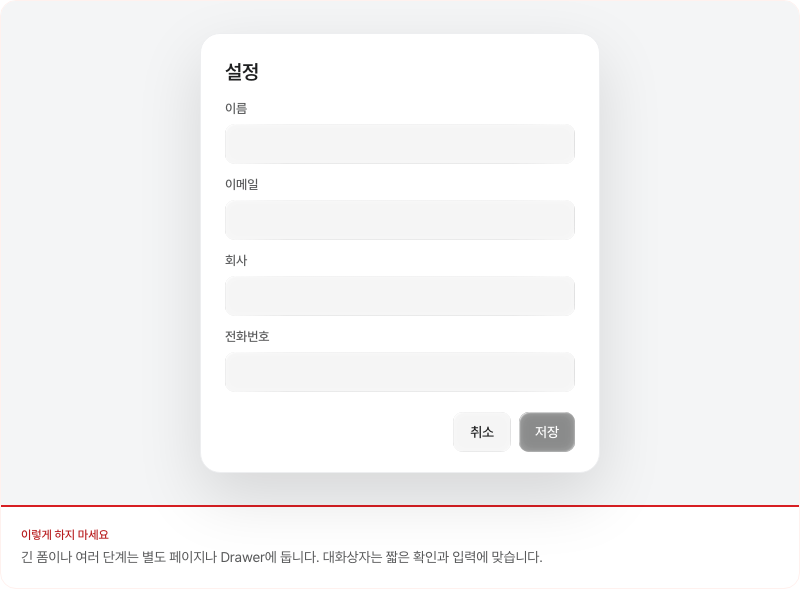 설정
이름
이메일
회사
전화번호
취소 저장
이렇게 하지 마세요
긴 폼이나 여러 단계는 별도 페이지나 Drawer에 둡니다. 대화상자는 짧은 확인과 입력에 맞습니다.